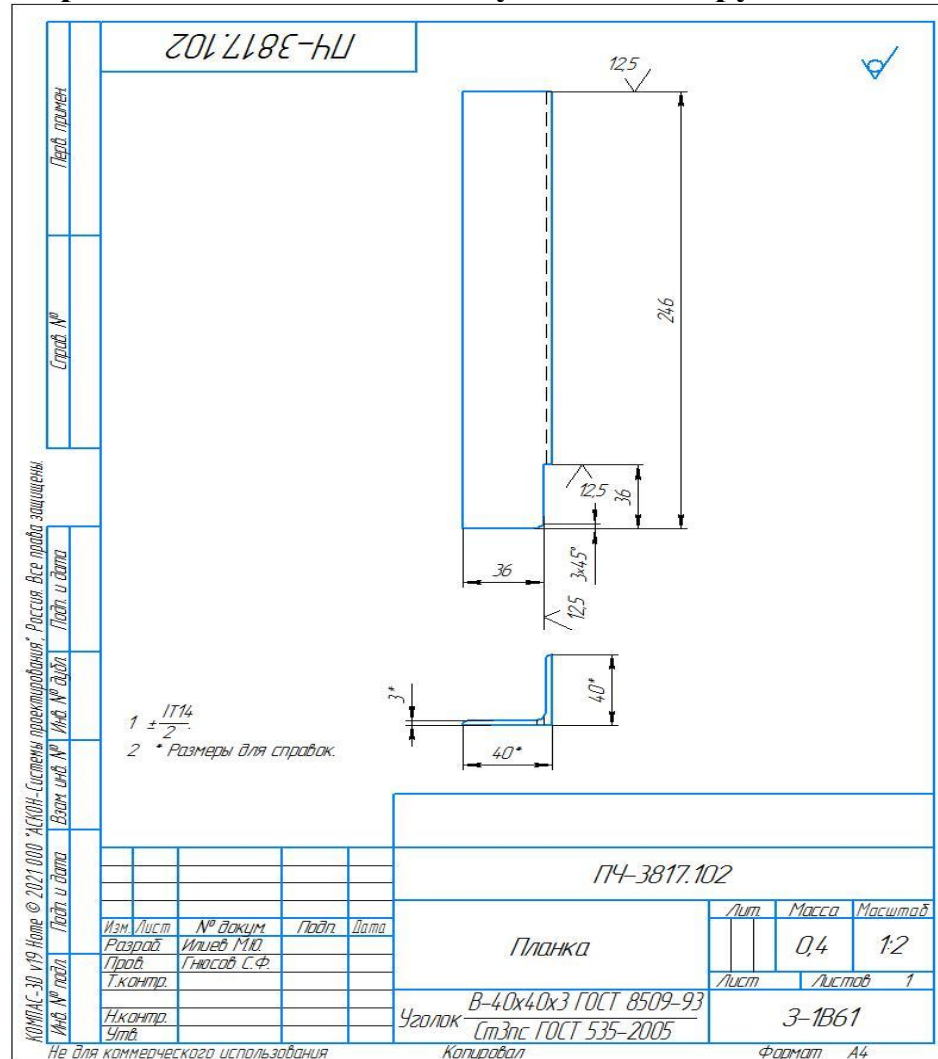 ПЧ-3817.102
12,5
246
12,5
36
3x45°
36
12,5
3*
40*
40*
1 ± IT14/2.
2 * Размеры для справок.
Перв. примен.
Справ. №
Подп. и дата
Инв. № дубл.
Взам. инв. №
Подп. и дата
Инв. № подл.
КОМПАС-3D v19 Home © 2021 ООО "АСКОН-Системы проектирования", Россия. Все права защищены.
ПЧ-3817.102
Изм. Лист № докум. Подп. Дата
Разраб. Илиев М.Ю.
Пров. Гнюсов С.Ф.
Т.контр.
Н.контр.
Утв.
Планка
Лит. Масса Масштаб
0,4 1:2
Лист Листов 1
Уголок В-40х40х3 ГОСТ 8509-93
Ст3пс ГОСТ 535-2005
З-1В61
Не для коммерческого использования Копировал Формат А4